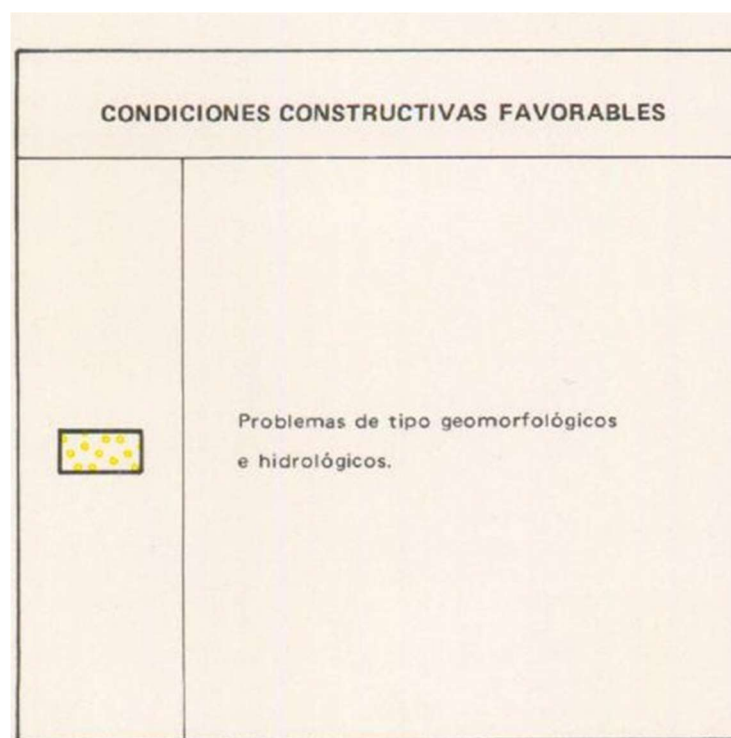 CONDICIONES CONSTRUCTIVAS FAVORABLES
Problemas de tipo geomorfológicos
e hidrológicos.